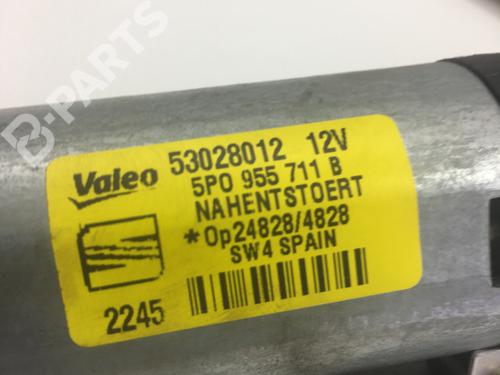 B-PARTS
Valeo 53028012 12V
5P0 955 711 B
NAHENTSTOERT
*Op24828/4828
SW4 SPAIN
2245